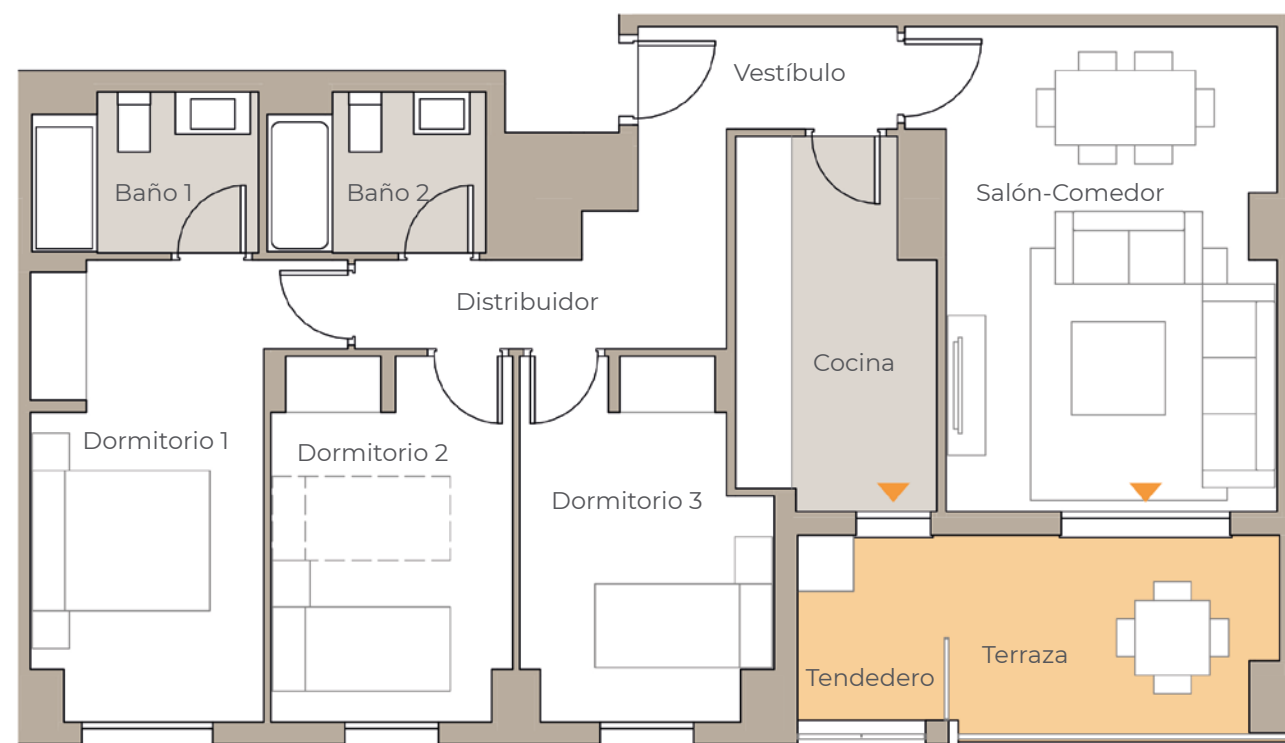 Vestíbulo
Baño 1
Baño 2
Salón-Comedor
Distribuidor
Cocina
Dormitorio 1
Dormitorio 2
Dormitorio 3
Terraza
Tendedero